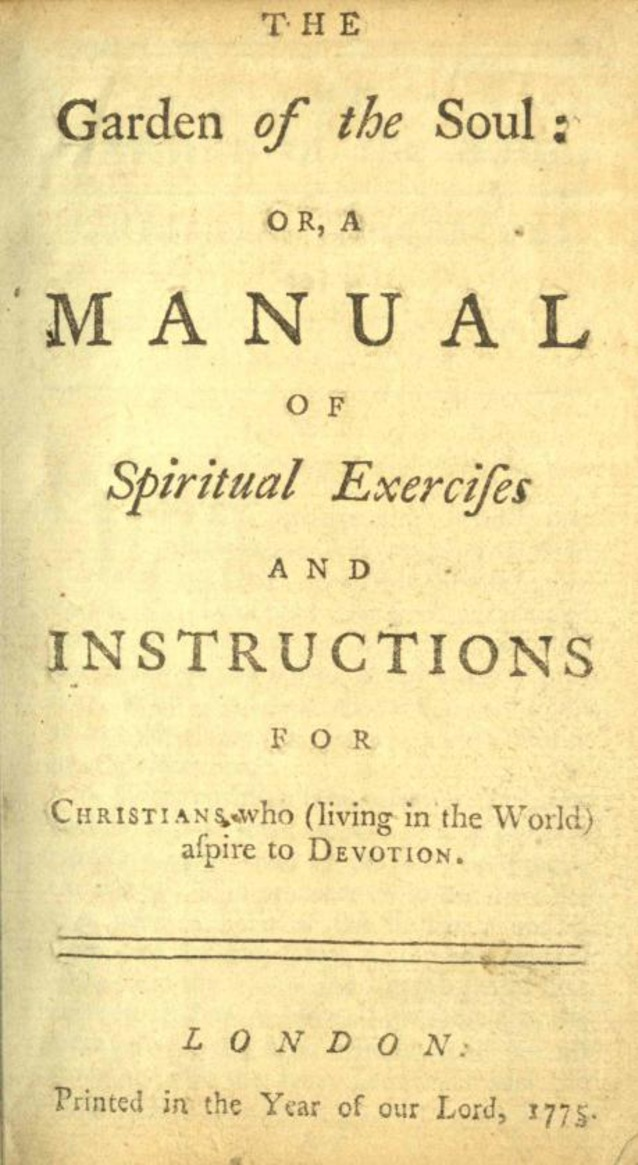 THE
Garden of the Soul:
OR, A
MANUAL
OF
Spiritual Exerciſes
AND
INSTRUCTIONS
FOR
CHRISTIANS who (living in the World)
aſpire to DEVOTION.
LONDON:
Printed in the Year of our Lord, 1775.